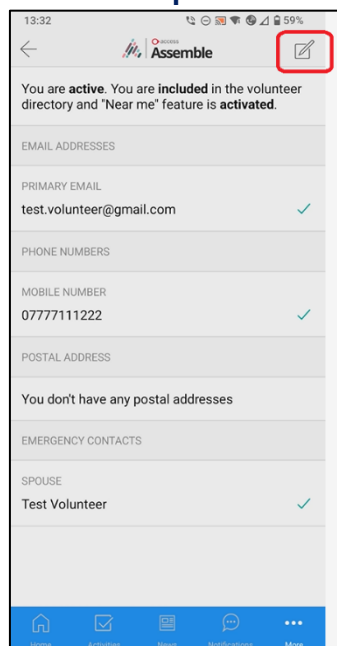 13:32
59%
access
Assemble
You are active. You are included in the volunteer
directory and "Near me" feature is activated.
EMAIL ADDRESSES
PRIMARY EMAIL
test.volunteer@gmail.com
PHONE NUMBERS
MOBILE NUMBER
07777111222
POSTAL ADDRESS
You don't have any postal addresses
EMERGENCY CONTACTS
SPOUSE
Test Volunteer
Home Activities News Notifications More